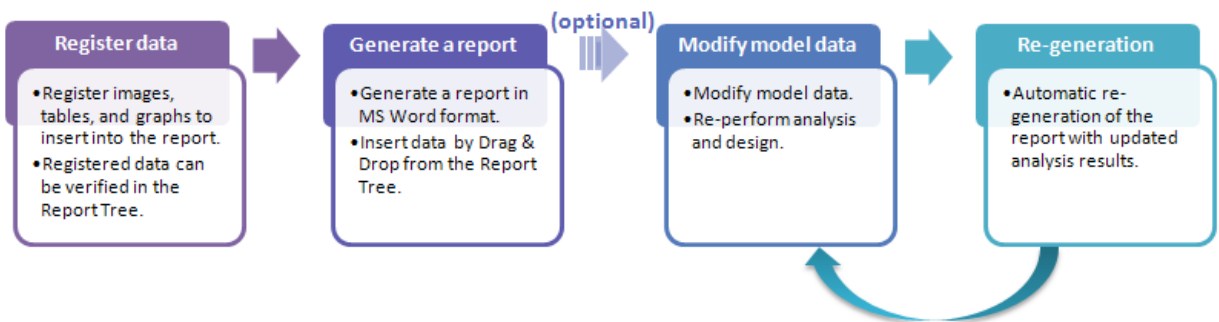 Register data
•Register images,
tables, and graphs to
insert into the report.
•Registered data can
be verified in the
Report Tree.
Generate a report
•Generate a report in
MS Word format.
•Insert data by Drag &
Drop from the Report
Tree.
(optional)
Modify model data
•Modify model data.
•Re-perform analysis
and design.
Re-generation
•Automatic re-
generation of the
report with updated
analysis results.